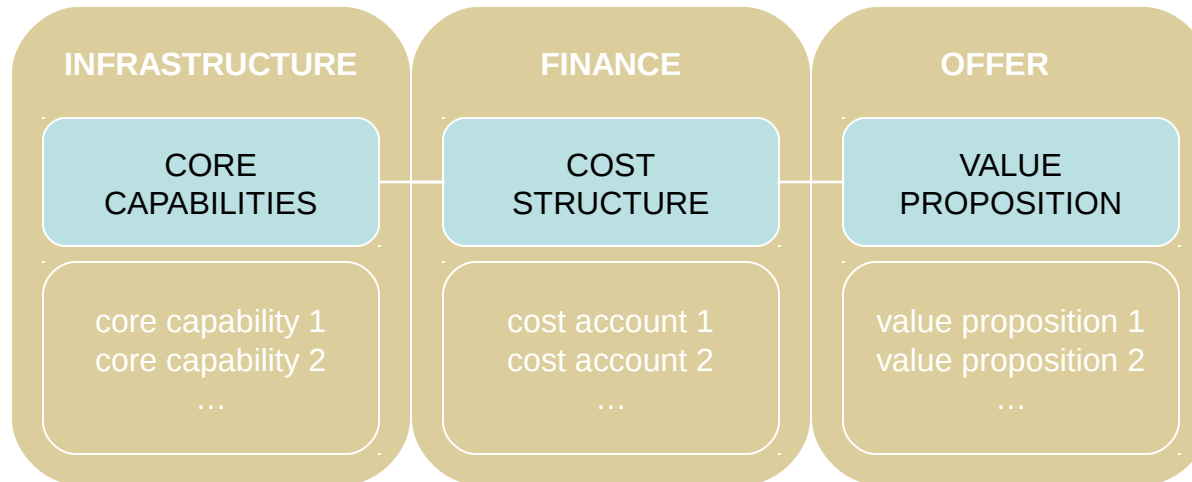 INFRASTRUCTURE
CORE
CAPABILITIES
core capability 1
core capability 2
…
FINANCE
COST
STRUCTURE
cost account 1
cost account 2
…
OFFER
VALUE
PROPOSITION
value proposition 1
value proposition 2
…